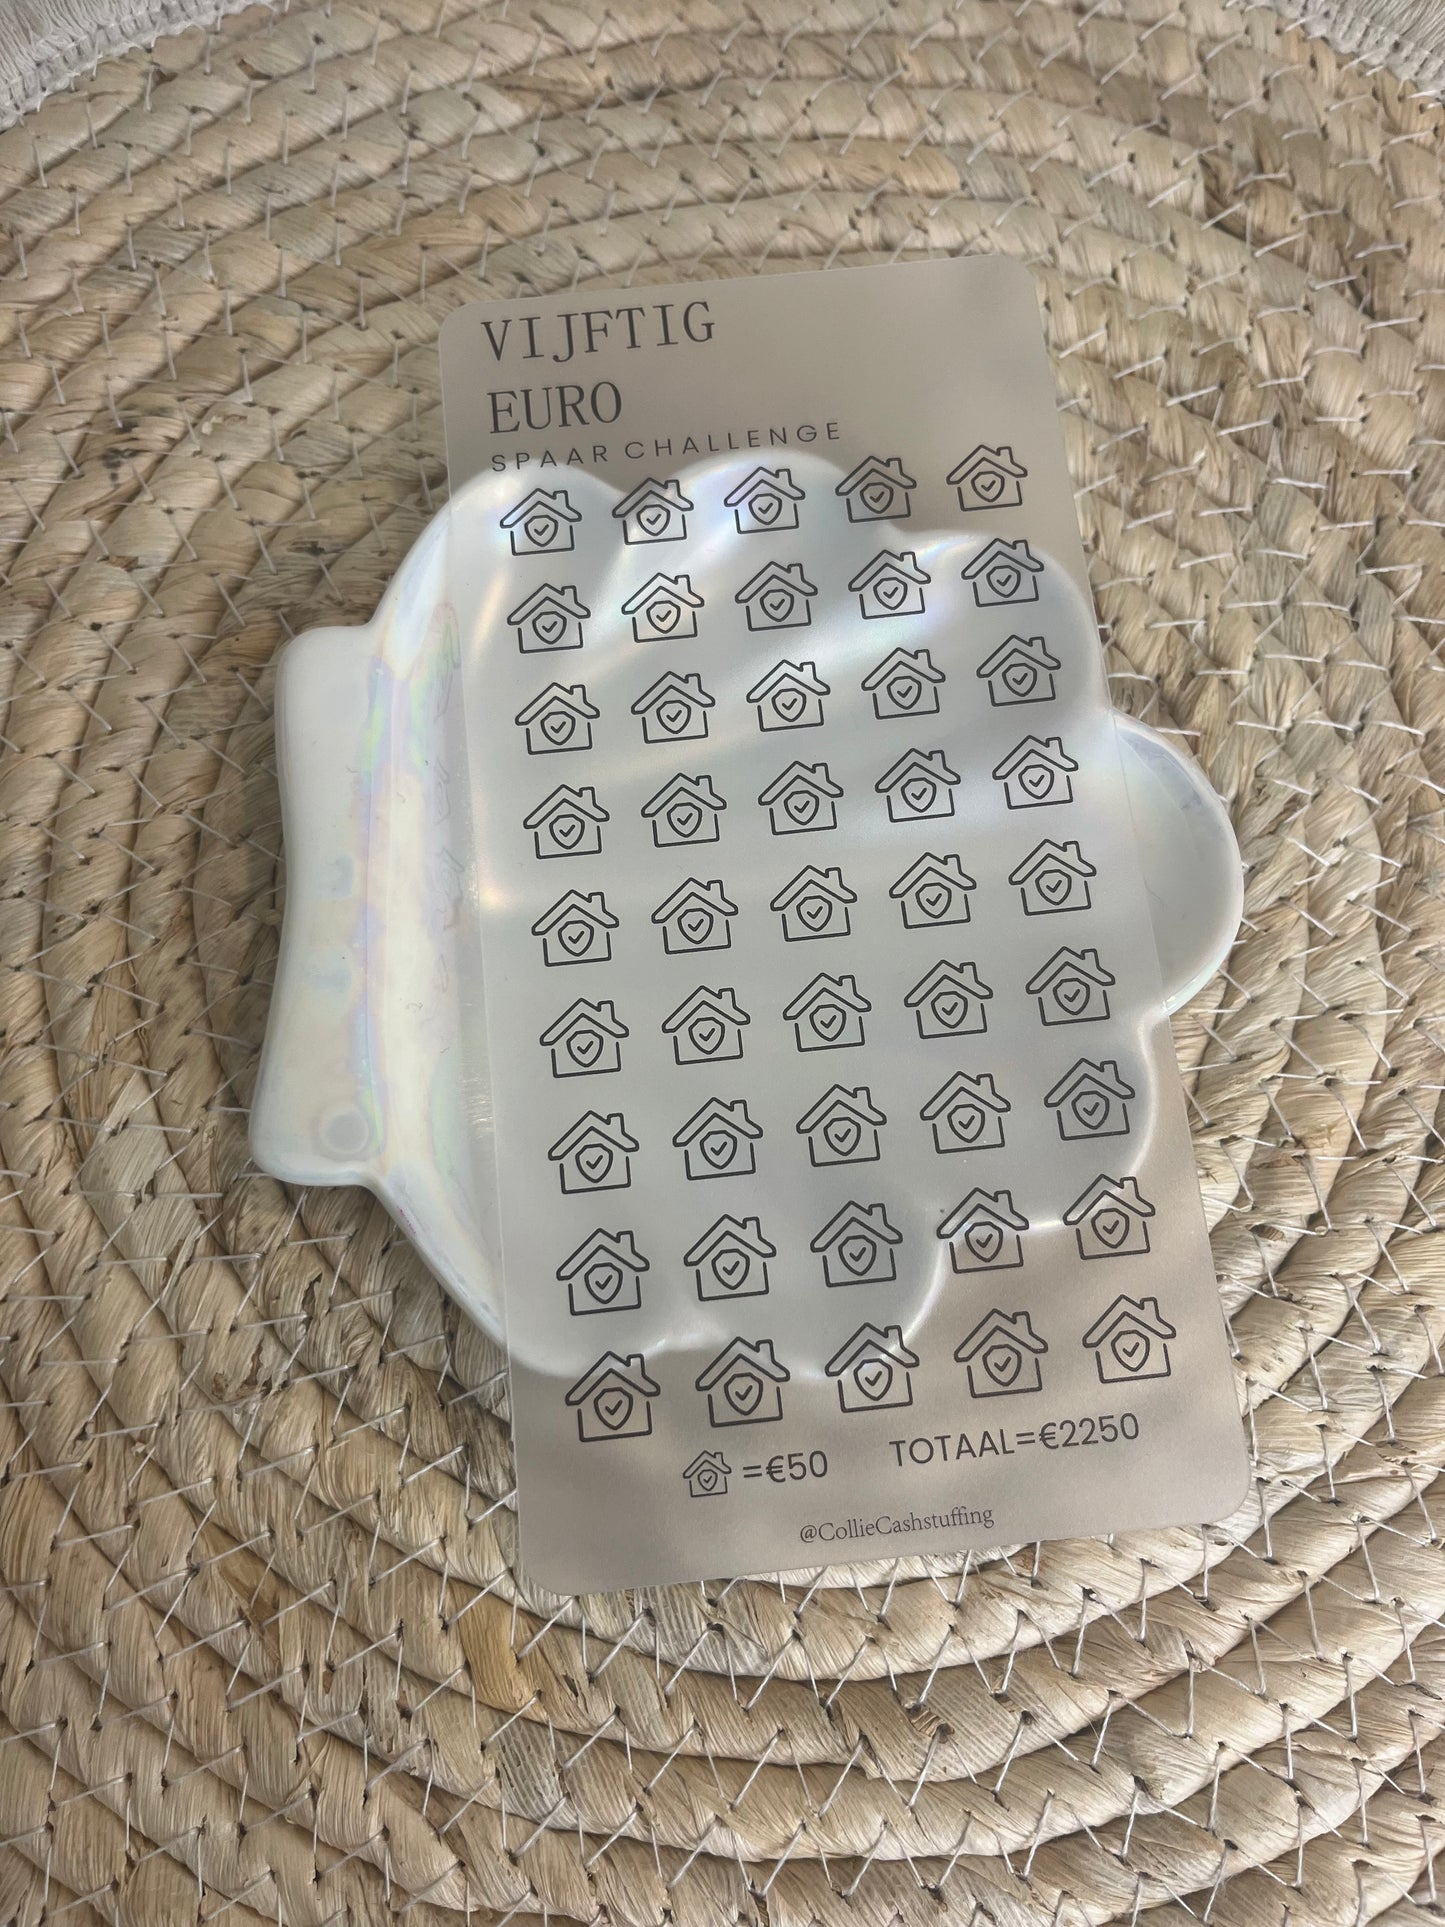 VIJFTIG
EURO
SPAAR CHALLENGE
=€50 TOTAAL=€2250
@CollieCashstuffing